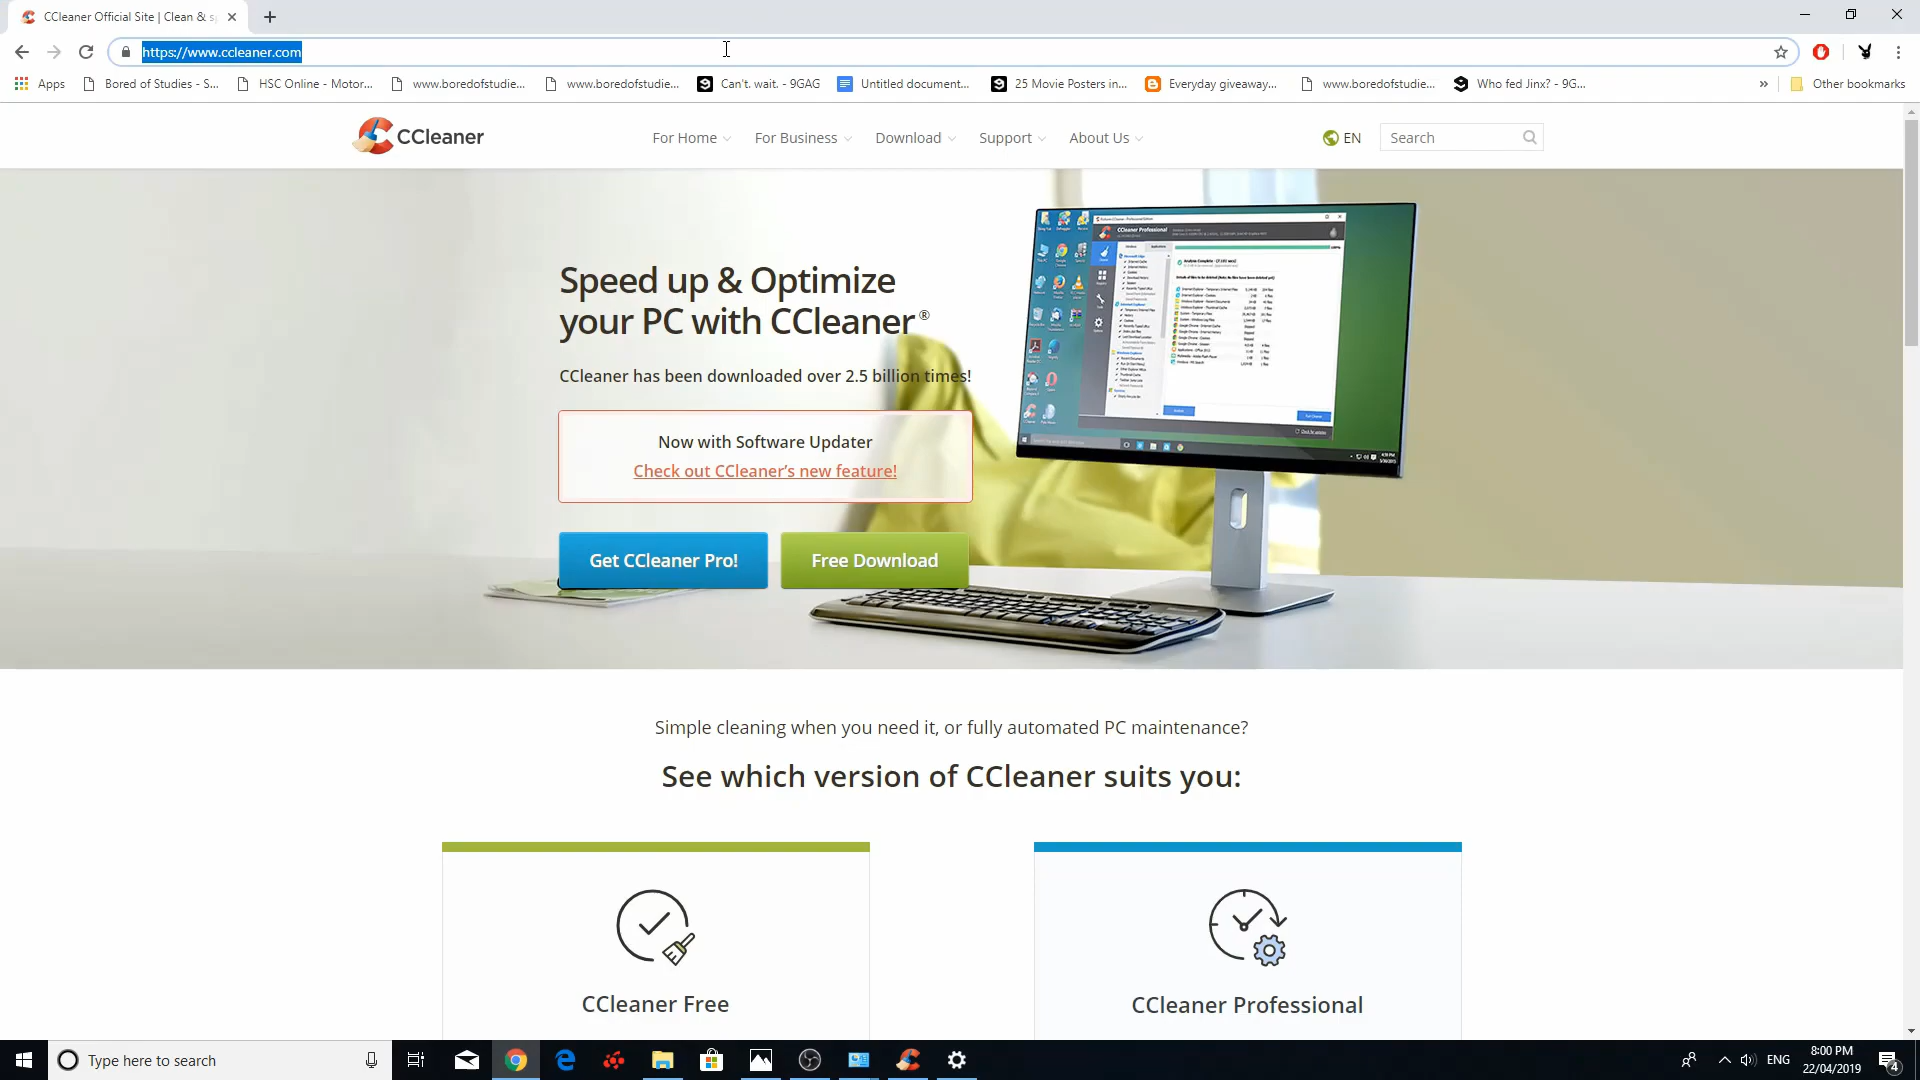 CCleaner Official Site | Clean & s
https://www.ccleaner.com
Apps
Bored of Studies - S...
HSC Online - Motor...
www.boredofstudie...
www.boredofstudie...
Can't. wait. - 9GAG
Untitled document...
25 Movie Posters in...
Everyday giveaway...
www.boredofstudie...
Who fed Jinx? - 9G...
»
Other bookmarks
CCleaner
For Home
For Business
Download
Support
About Us
EN
Search
Speed up & Optimize
your PC with CCleaner®
CCleaner has been downloaded over 2.5 billion times!
Now with Software Updater
Check out CCleaner's new feature!
Get CCleaner Pro!
Free Download
CCleaner Professional
Simple cleaning when you need it, or fully automated PC maintenance?
See which version of CCleaner suits you:
CCleaner Free
CCleaner Professional
Type here to search
ENG
8:00 PM
22/04/2019
4